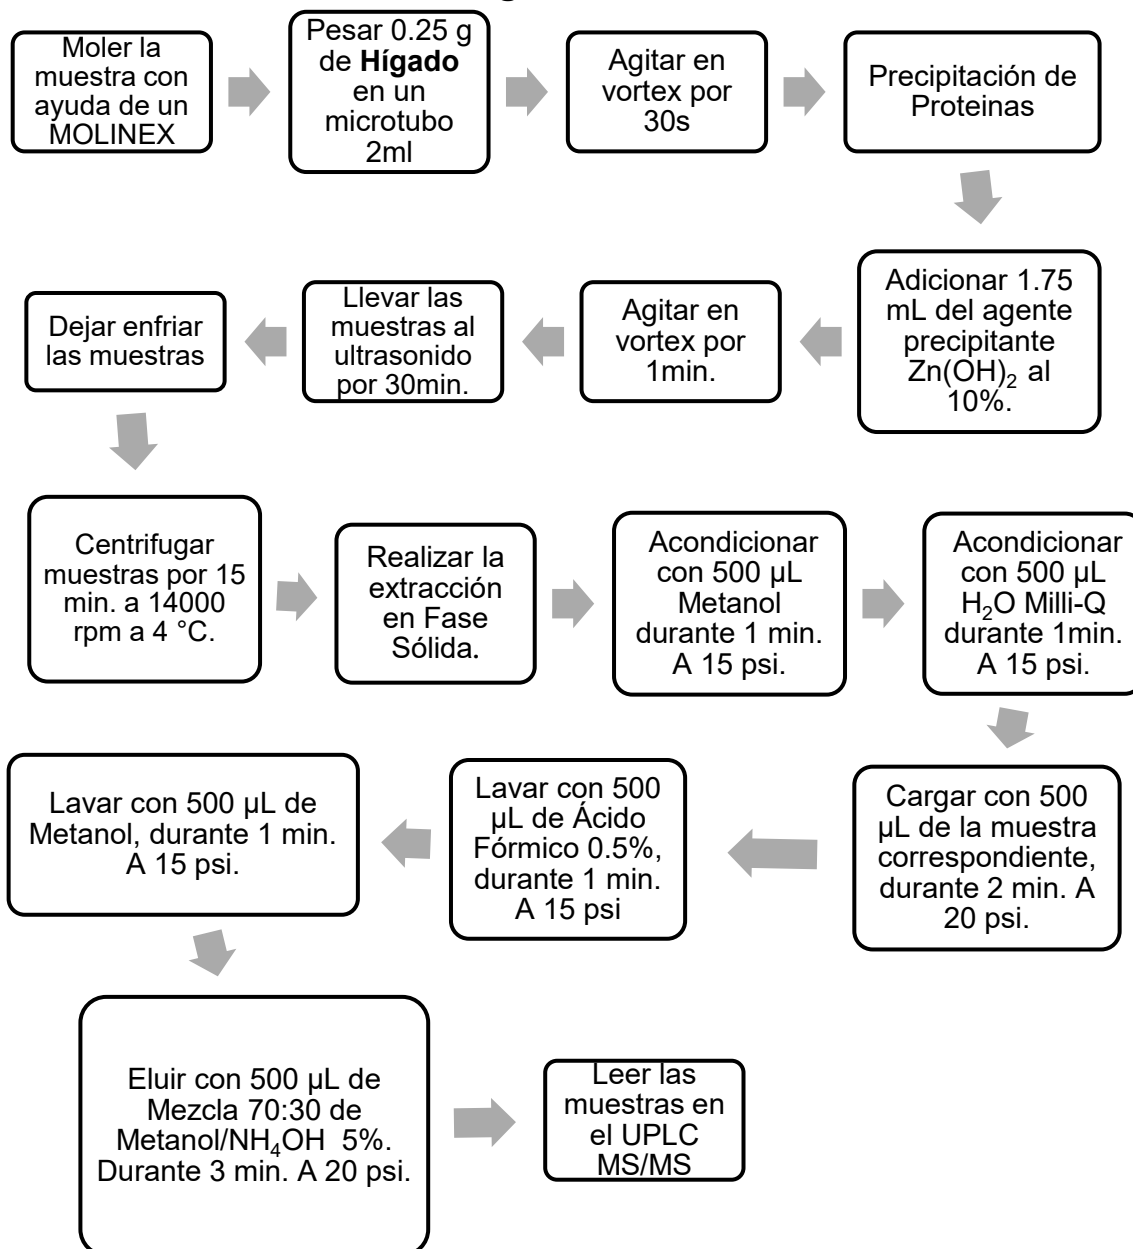 Moler la
muestra con
ayuda de un
MOLINEX
Pesar 0.25 g
de Hígado
en un
microtubo
2ml
Agitar en
vortex por
30s
Precipitación de
Proteinas
Adicionar 1.75
mL del agente
precipitante
Zn(OH)₂ al
10%.
Agitar en
vortex por
1min.
Llevar las
muestras al
ultrasonido
por 30min.
Dejar enfriar
las muestras
Centrifugar
muestras por 15
min. a 14000
rpm a 4 °C.
Realizar la
extracción
en Fase
Sólida.
Acondicionar
con 500 µL
Metanol
durante 1 min.
A 15 psi.
Acondicionar
con 500 µL
H₂O Milli-Q
durante 1min.
A 15 psi.
Cargar con 500
µL de la muestra
correspondiente,
durante 2 min. A
20 psi.
Lavar con 500
µL de Ácido
Fórmico 0.5%,
durante 1 min.
A 15 psi
Lavar con 500 µL de
Metanol, durante 1 min.
A 15 psi.
Eluir con 500 µL de
Mezcla 70:30 de
Metanol/NH₄OH 5%.
Durante 3 min. A 20 psi.
Leer las
muestras en
el UPLC
MS/MS